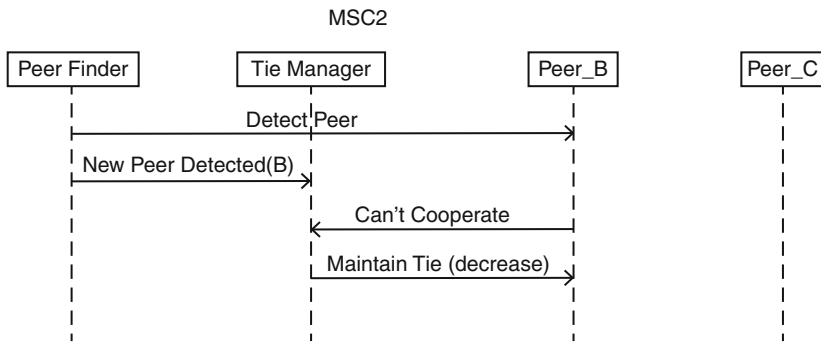 MSC2
Peer Finder
Tie Manager
Peer_B
Peer_C
Detect Peer
New Peer Detected(B)
Can't Cooperate
Maintain Tie (decrease)